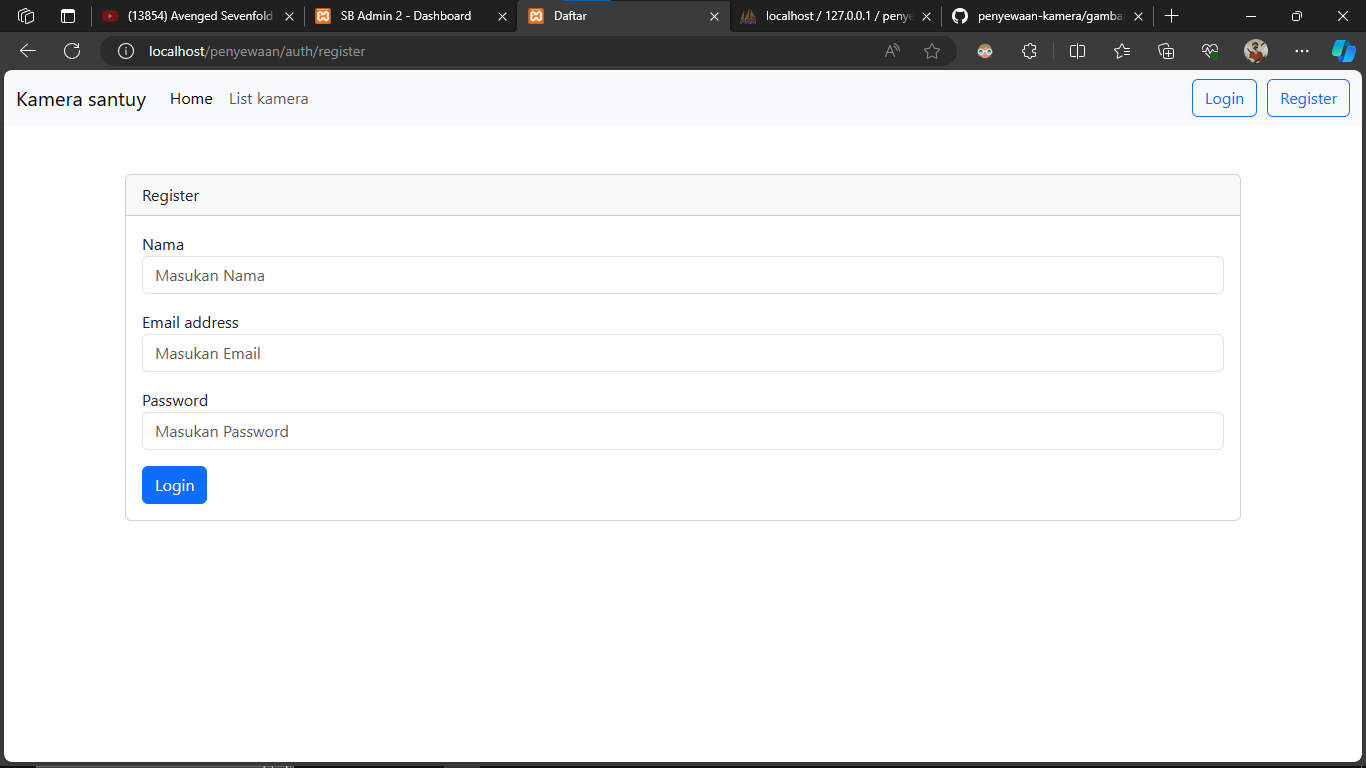 (13854) Avenged Sevenfold
SB Admin 2 - Dashboard
Daftar
localhost / 127.0.0.1 / penye
penyewaan-kamera/gamba
localhost/penyewaan/auth/register
Kamera santuy
Home
List kamera
Login
Register
Register
Nama
Masukan Nama
Email address
Masukan Email
Password
Masukan Password
Login